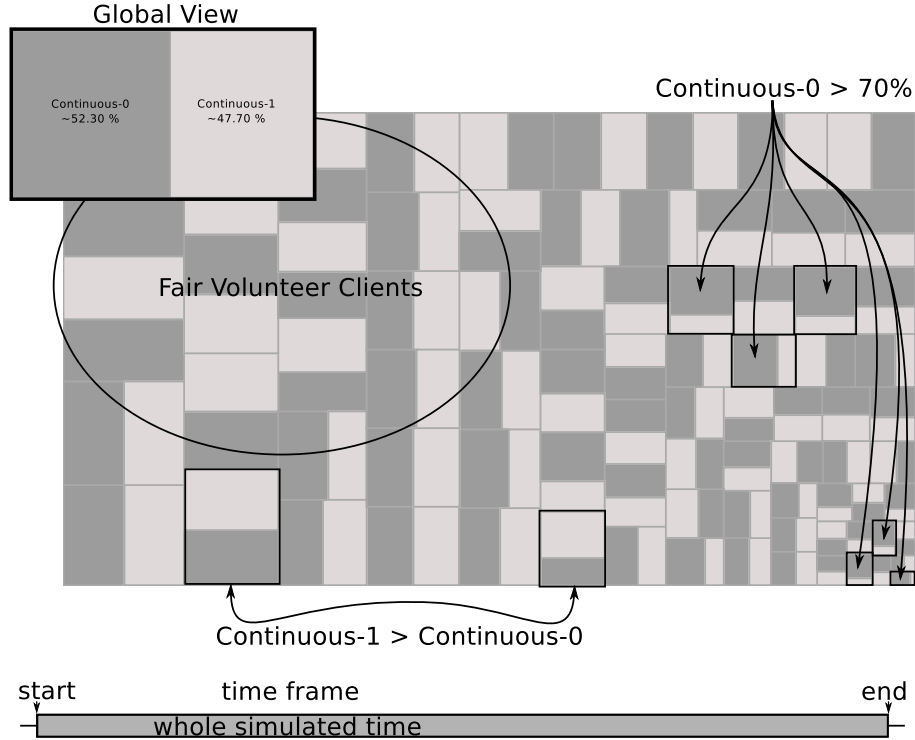 Global View
Continuous-0
~52.30 %
Continuous-1
~47.70 %
Continuous-0 > 70%
Fair Volunteer Clients
Continuous-1 > Continuous-0
start
time frame
end
whole simulated time